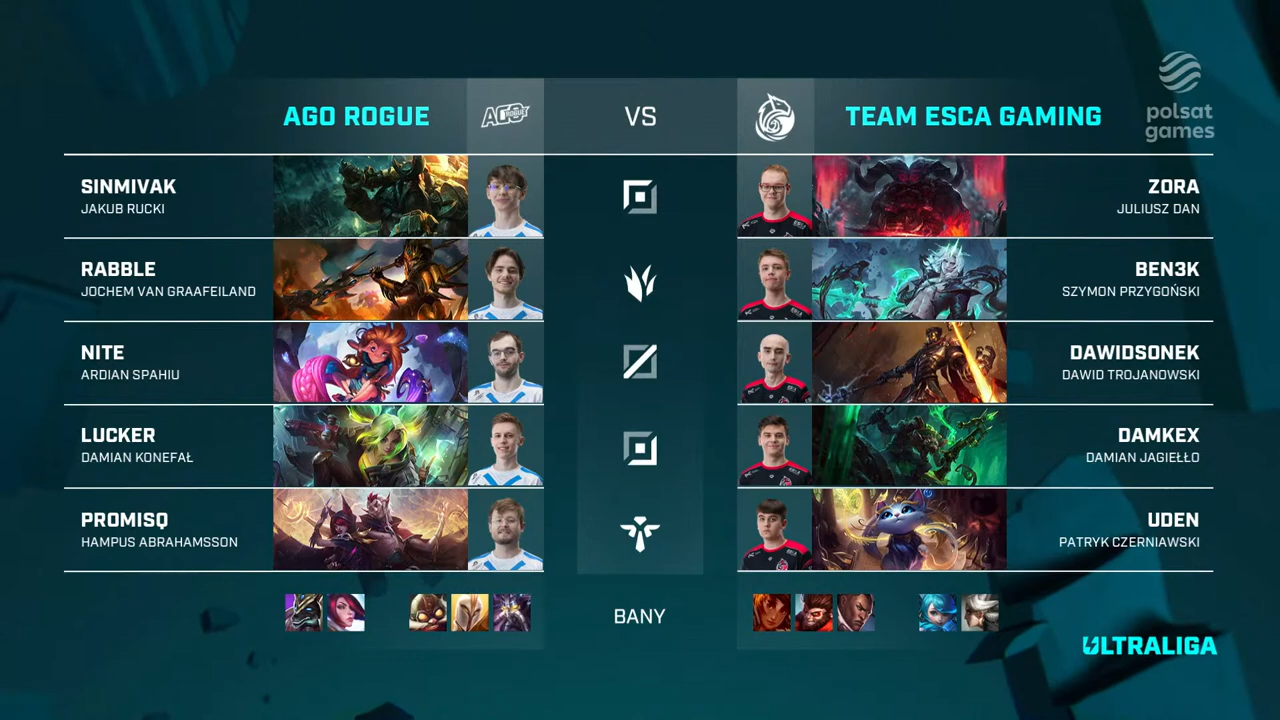 AGO ROGUE
AGO ROGUE
VS
TEAM ESCA GAMING
polsat
games
SINMIVAK
JAKUB RUCKI
ZORA
JULIUSZ DAN
RABBLE
JOCHEM VAN GRAAFEILAND
BEN3K
SZYMON PRZYGOŃSKI
NITE
ARDIAN SPAHIU
DAWIDSONEK
DAWID TROJANOWSKI
LUCKER
DAMIAN KONEFAŁ
DAMKEX
DAMIAN JAGIEŁŁO
PROMISQ
HAMPUS ABRAHAMSSON
UDEN
PATRYK CZERNIAWSKI
BANY
ULTRALIGA